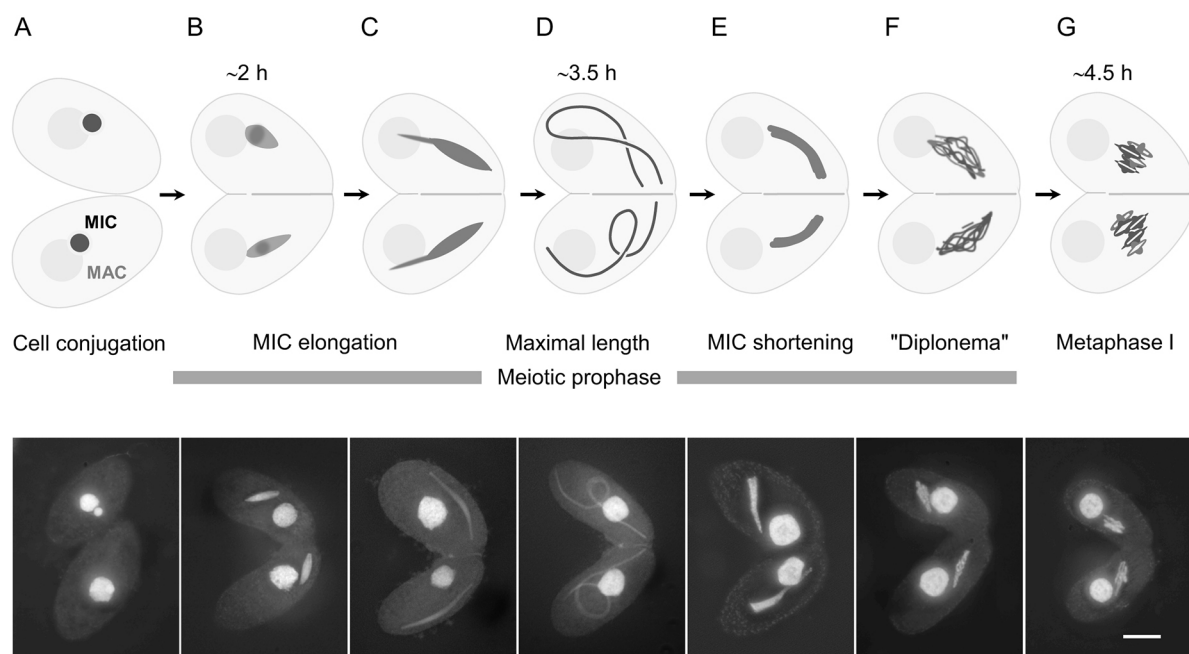 A B C D E F G
~2 h ~3.5 h ~4.5 h
MIC
MAC
Cell conjugation MIC elongation Maximal length MIC shortening "Diplonema" Metaphase I
Meiotic prophase